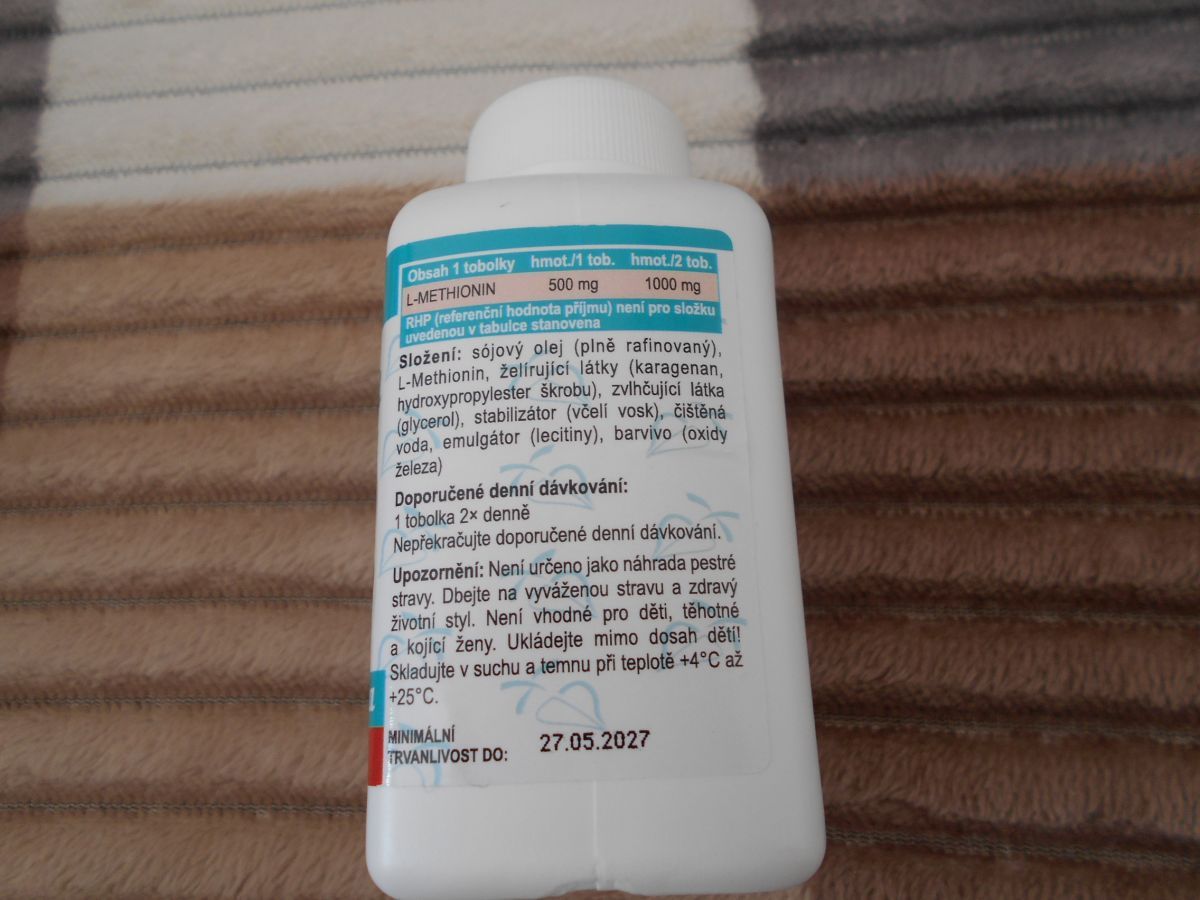 Obsah 1 tobolky hmot./1 tob. hmot./2 tob.
L-METHIONIN 500 mg 1000 mg
RHP (referenční hodnota příjmu) není pro složku
uvedenou v tabulce stanovena
Složení: sójový olej (plně rafinovaný),
L-Methionin, želírující látky (karagenan,
hydroxypropylester škrobu), zvlhčující látka
(glycerol), stabilizátor (včelí vosk), čištěná
voda, emulgátor (lecitiny), barvivo (oxidy
železa)
Doporučené denní dávkování:
1 tobolka 2× denně
Nepřekračujte doporučené denní dávkování.
Upozornění: Není určeno jako náhrada pestré
stravy. Dbejte na vyváženou stravu a zdravý
životní styl. Není vhodné pro děti, těhotné
a kojící ženy. Ukládejte mimo dosah dětí!
Skladujte v suchu a temnu při teplotě +4°C až
+25°C.
MINIMÁLNÍ
TRVANLIVOST DO: 27.05.2027